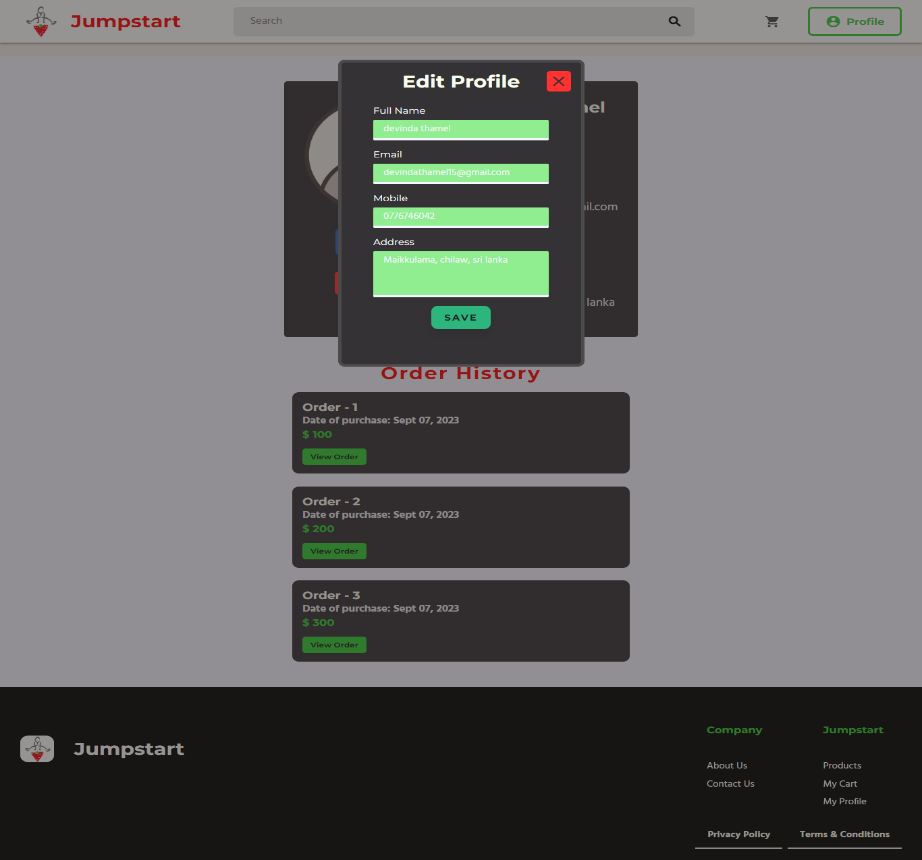 Jumpstart
Search
Profile
Edit Profile
Full Name
devinda thamel
Email
devindathamel15@gmail.com
Mobile
0776746042
Address
Maikkulama, chilaw, sri lanka
SAVE
lanka
Order History
Order - 1
Date of purchase: Sept 07, 2023
$ 100
View Order
Order - 2
Date of purchase: Sept 07, 2023
$ 200
View Order
Order - 3
Date of purchase: Sept 07, 2023
$ 300
View Order
Jumpstart
Company
Jumpstart
About Us
Products
Contact Us
My Cart
My Profile
Privacy Policy
Terms & Conditions